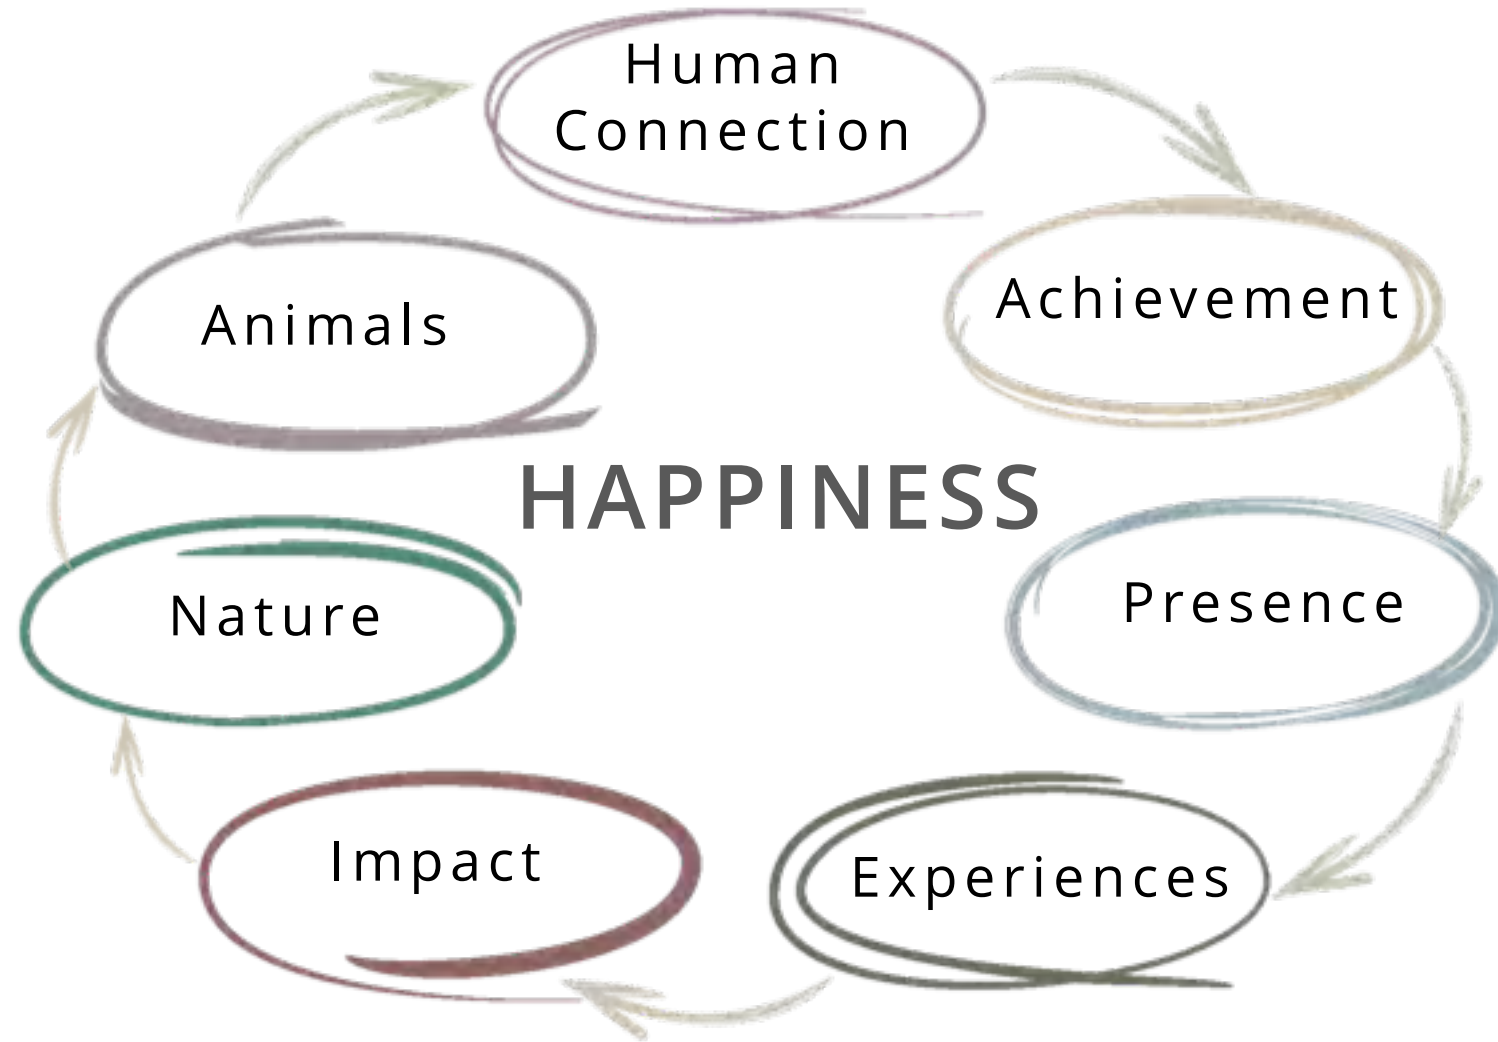 Human
Connection
Achievement
Animals
HAPPINESS
Presence
Nature
Impact
Experiences